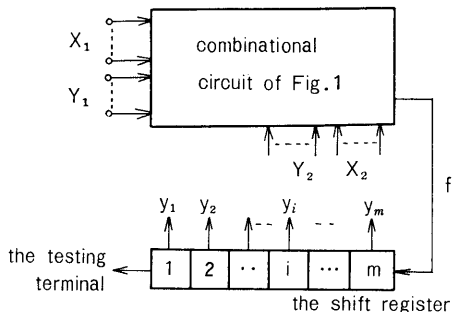 X₁
Y₁
combinational
circuit of Fig.1
Y₂ X₂
f
y₁ y₂ yᵢ yₘ
the testing
terminal
1 2 ‥ i … m
the shift register